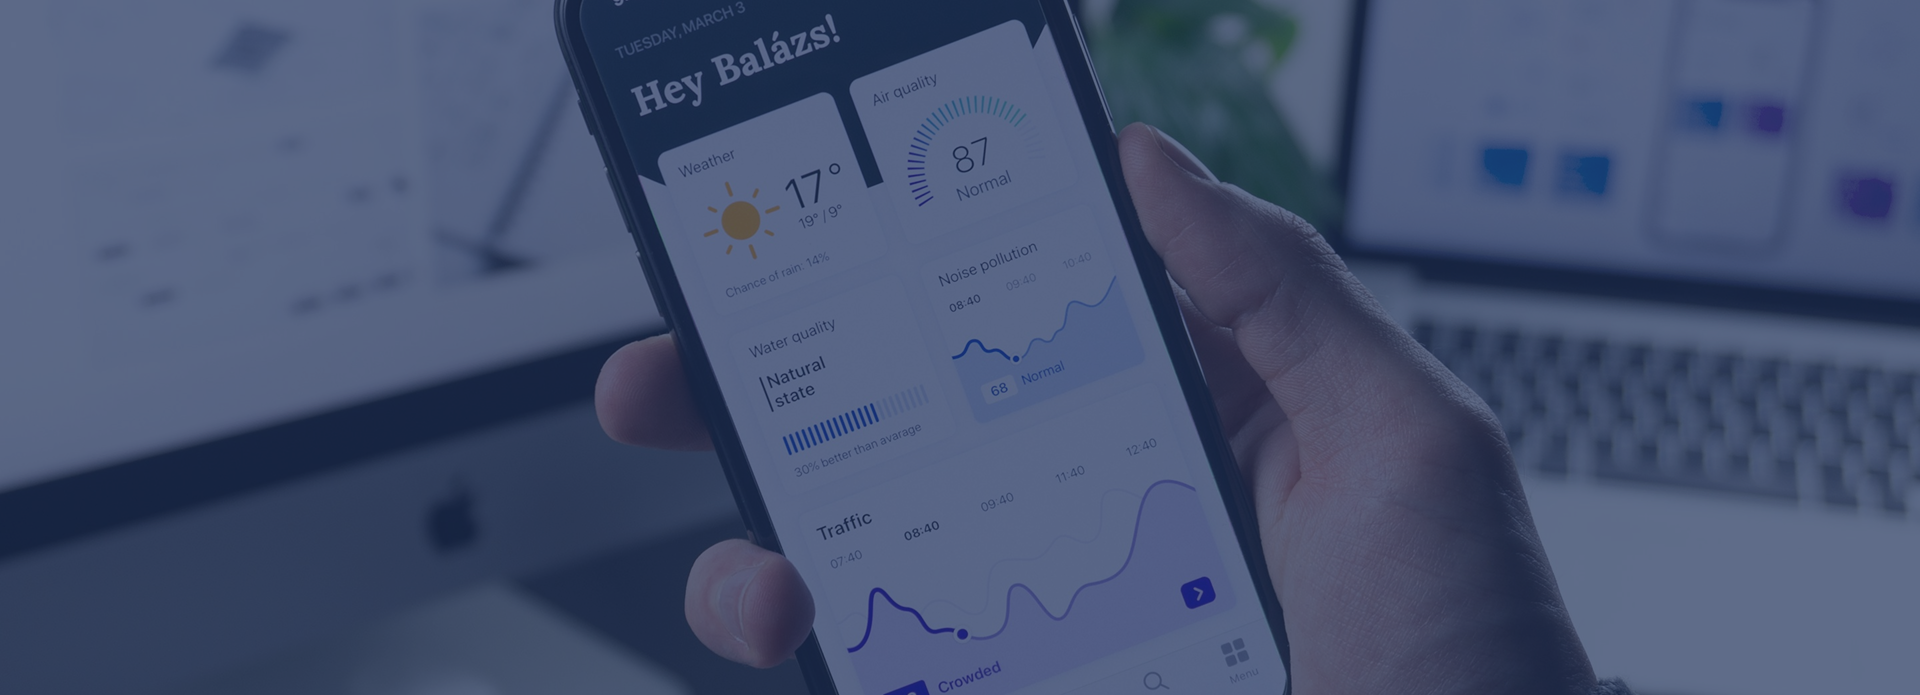 TUESDAY, MARCH 3
Hey Balázs!
Weather
17°
19° / 9°
Chance of rain: 14%
Air quality
87
Normal
Water quality
Natural
state
30% better than avarage
Noise pollution
08:40 09:40 10:40
68 Normal
Traffic
07:40 08:40 09:40 11:40 12:40
Crowded
Menu